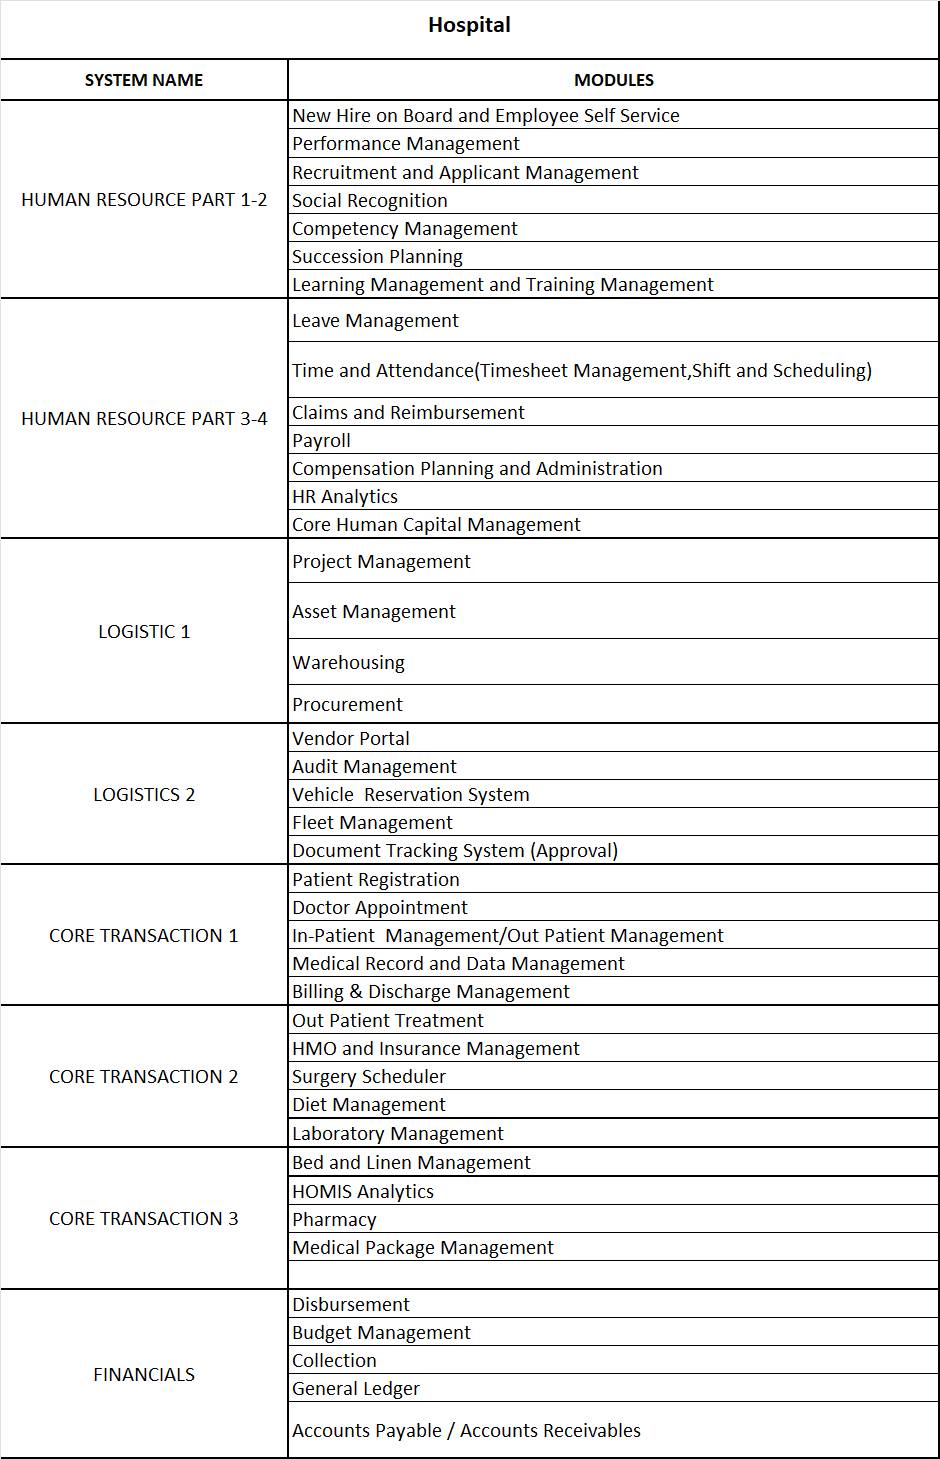 Hospital
SYSTEM NAME
MODULES
HUMAN RESOURCE PART 1-2
New Hire on Board and Employee Self Service
Performance Management
Recruitment and Applicant Management
Social Recognition
Competency Management
Succession Planning
Learning Management and Training Management
HUMAN RESOURCE PART 3-4
Leave Management
Time and Attendance(Timesheet Management,Shift and Scheduling)
Claims and Reimbursement
Payroll
Compensation Planning and Administration
HR Analytics
Core Human Capital Management
LOGISTIC 1
Project Management
Asset Management
Warehousing
Procurement
LOGISTICS 2
Vendor Portal
Audit Management
Vehicle  Reservation System
Fleet Management
Document Tracking System (Approval)
CORE TRANSACTION 1
Patient Registration
Doctor Appointment
In-Patient  Management/Out Patient Management
Medical Record and Data Management
Billing & Discharge Management
CORE TRANSACTION 2
Out Patient Treatment
HMO and Insurance Management
Surgery Scheduler
Diet Management
Laboratory Management
CORE TRANSACTION 3
Bed and Linen Management
HOMIS Analytics
Pharmacy
Medical Package Management
FINANCIALS
Disbursement
Budget Management
Collection
General Ledger
Accounts Payable / Accounts Receivables